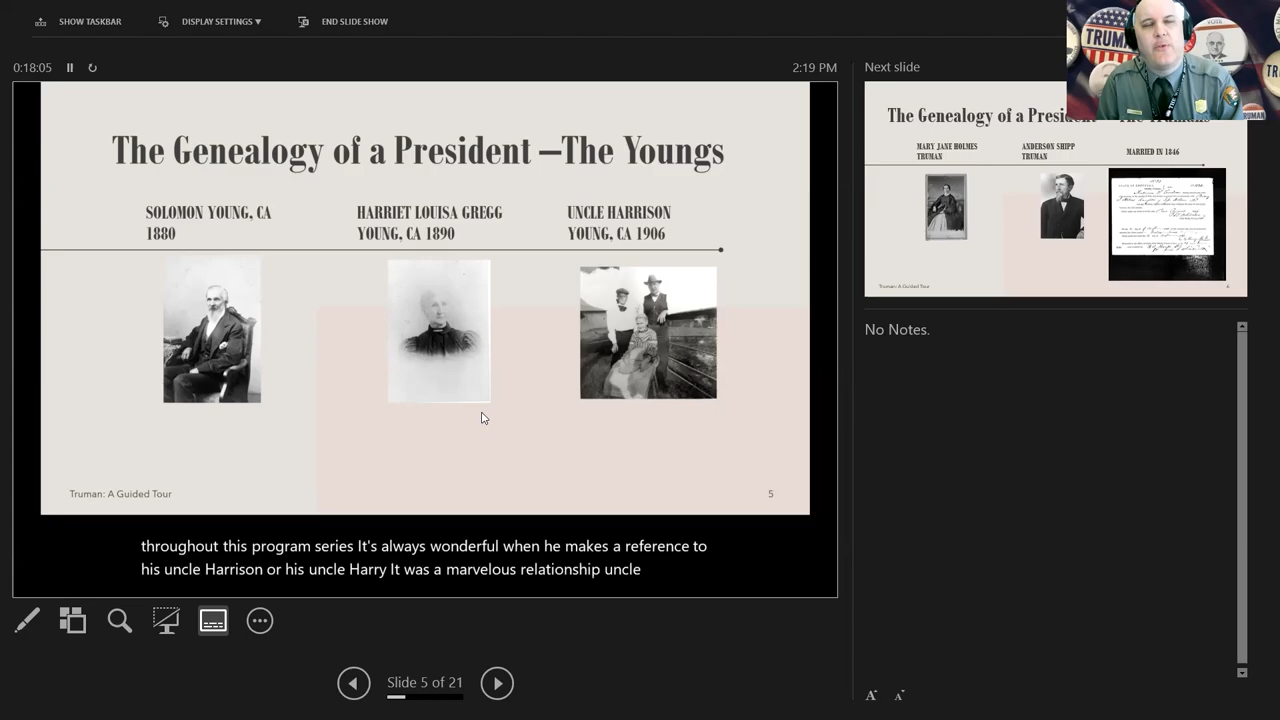 SHOW TASKBAR
DISPLAY SETTINGS ▼
END SLIDE SHOW
0:18:05
2:19 PM
The Genealogy of a President —The Youngs
SOLOMON YOUNG, CA
1880
HARRIET LOUISA GREGG
YOUNG, CA 1890
UNCLE HARRISON
YOUNG, CA 1906
Truman: A Guided Tour
5
throughout this program series It's always wonderful when he makes a reference to
his uncle Harrison or his uncle Harry It was a marvelous relationship uncle
Slide 5 of 21
Next slide
The Genealogy of a President
MARY JANE HOLMES
TRUMAN
ANDERSON SHIPP
TRUMAN
MARRIED IN 1846
Truman: A Guided Tour
No Notes.
A
A
VOTE
TRUMAN